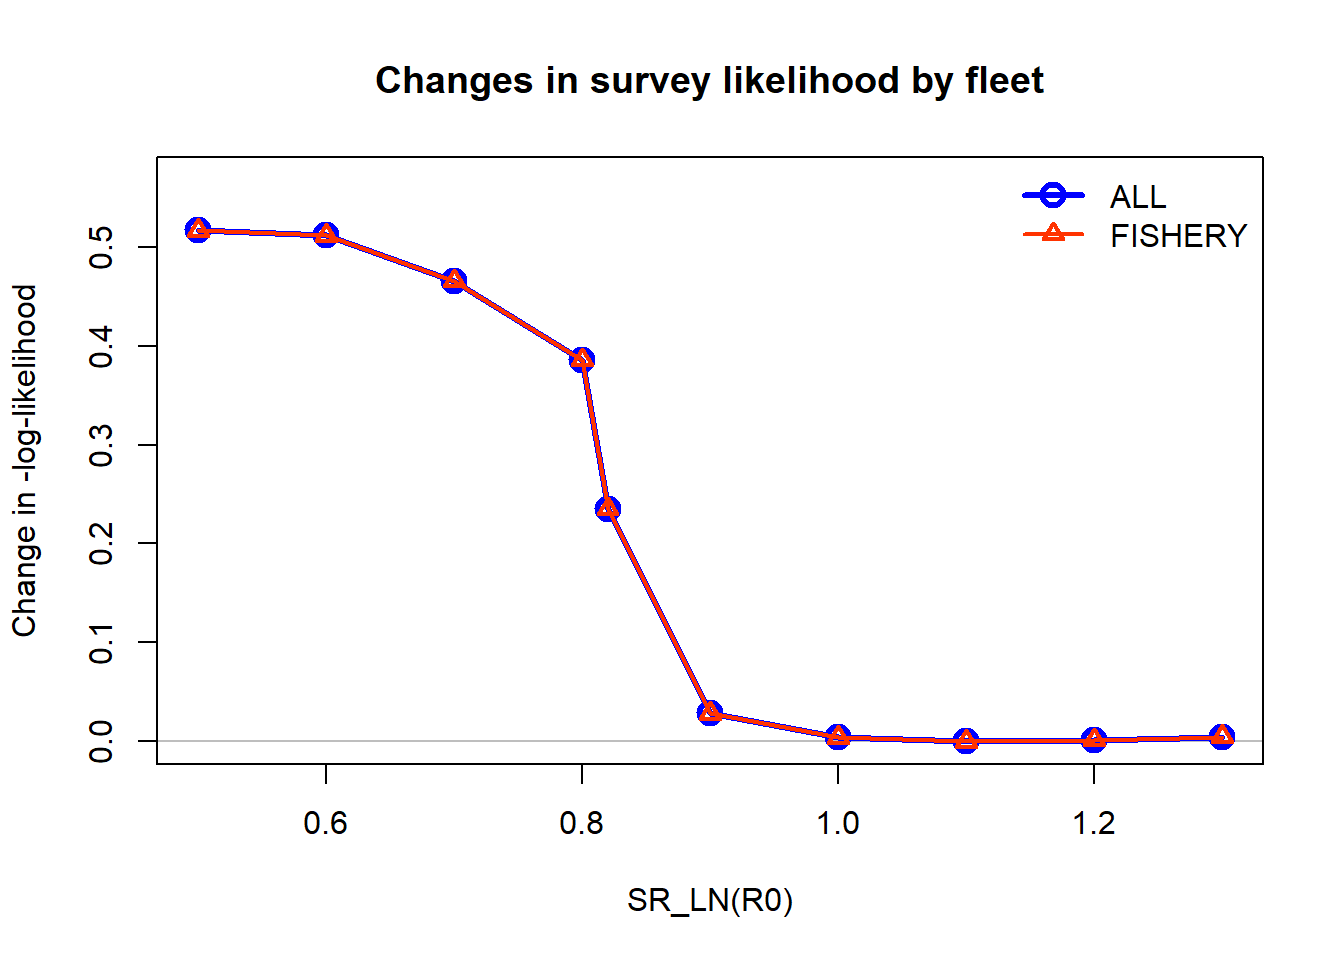 Changes in survey likelihood by fleet
ALL
FISHERY
Change in -log-likelihood
0.5
0.4
0.3
0.2
0.1
0.0
0.6 0.8 1.0 1.2
SR_LN(R0)